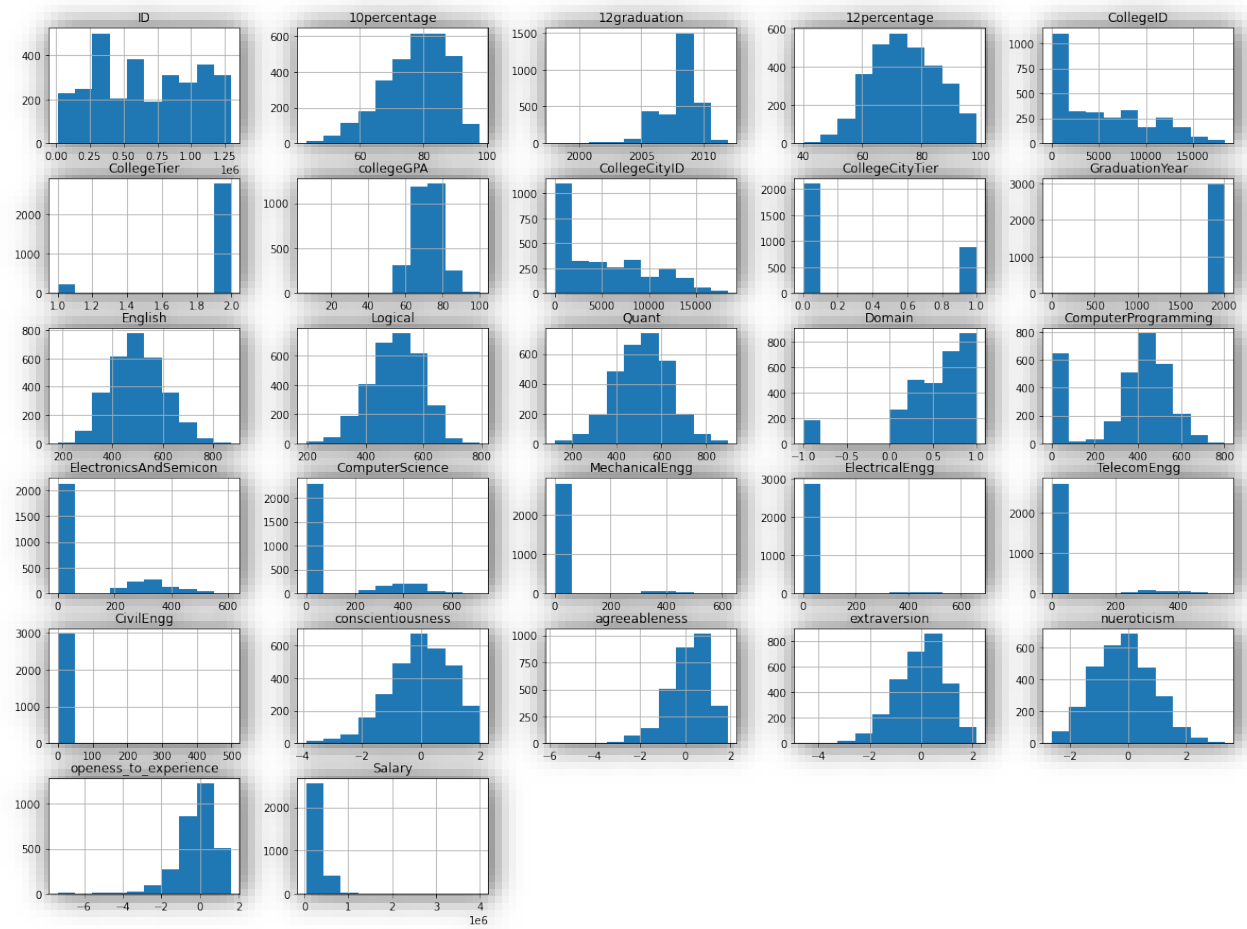 ID
500
400
200
0
0.00 0.25 0.50 0.75 1.00 1.25
1e6
10percentage
600
400
200
0
60 80 100
12graduation
1500
1000
500
0
2000 2005 2010
12percentage
600
400
200
0
40 60 80 100
CollegeID
1000
750
500
250
0
0 5000 10000 15000
CollegeTier
2000
1000
0
1.0 1.2 1.4 1.6 1.8 2.0
collegeGPA
1000
500
0
20 40 60 80 100
CollegeCityID
1000
750
500
250
0
0 5000 10000 15000
CollegeCityTier
2000
1500
1000
500
0
0.0 0.2 0.4 0.6 0.8 1.0
GraduationYear
3000
2000
1000
0
0 500 1000 1500 2000
English
800
600
400
200
0
200 400 600 800
Logical
600
400
200
0
200 400 600 800
Quant
600
400
200
0
200 400 600 800
Domain
800
600
400
200
0
−1.0 −0.5 0.0 0.5 1.0
ComputerProgramming
800
600
400
200
0
0 200 400 600 800
ElectronicsAndSemicon
2000
1500
1000
500
0
0 200 400 600
ComputerScience
2000
1500
1000
500
0
0 200 400 600
MechanicalEngg
2000
1000
0
0 200 400 600
ElectricalEngg
3000
2000
1000
0
0 200 400 600
TelecomEngg
2000
1000
0
0 200 400
CivilEngg
3000
2000
1000
0
0 100 200 300 400 500
conscientiousness
600
400
200
0
−4 −2 0 2
agreeableness
1000
750
500
250
0
−6 −4 −2 0 2
extraversion
800
600
400
200
0
−4 −2 0 2
nueroticism
600
400
200
0
−2 0 2
openess_to_experience
1000
500
0
−6 −4 −2 0 2
Salary
2000
1000
0
0 1 2 3 4
1e6